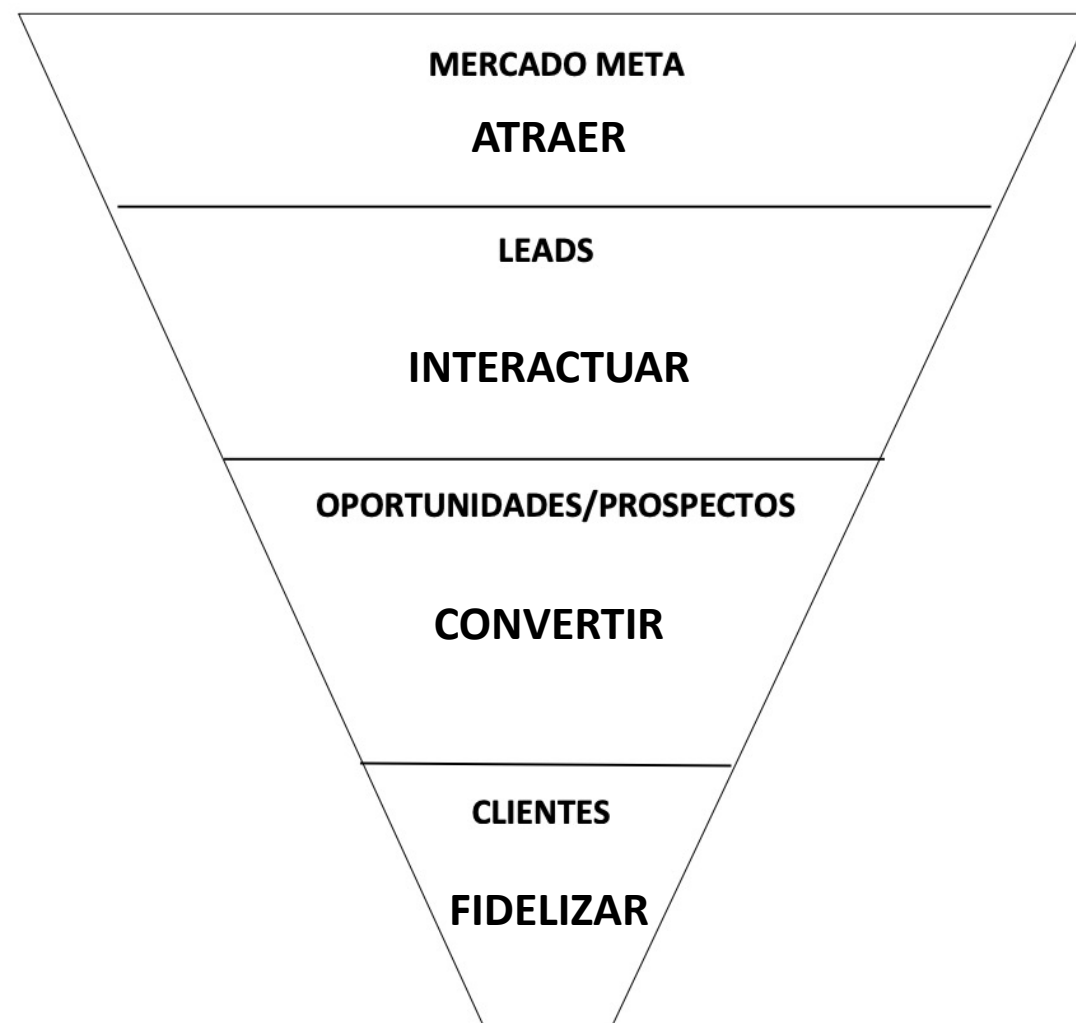 MERCADO META
ATRAER
LEADS
INTERACTUAR
OPORTUNIDADES/PROSPECTOS
CONVERTIR
CLIENTES
FIDELIZAR